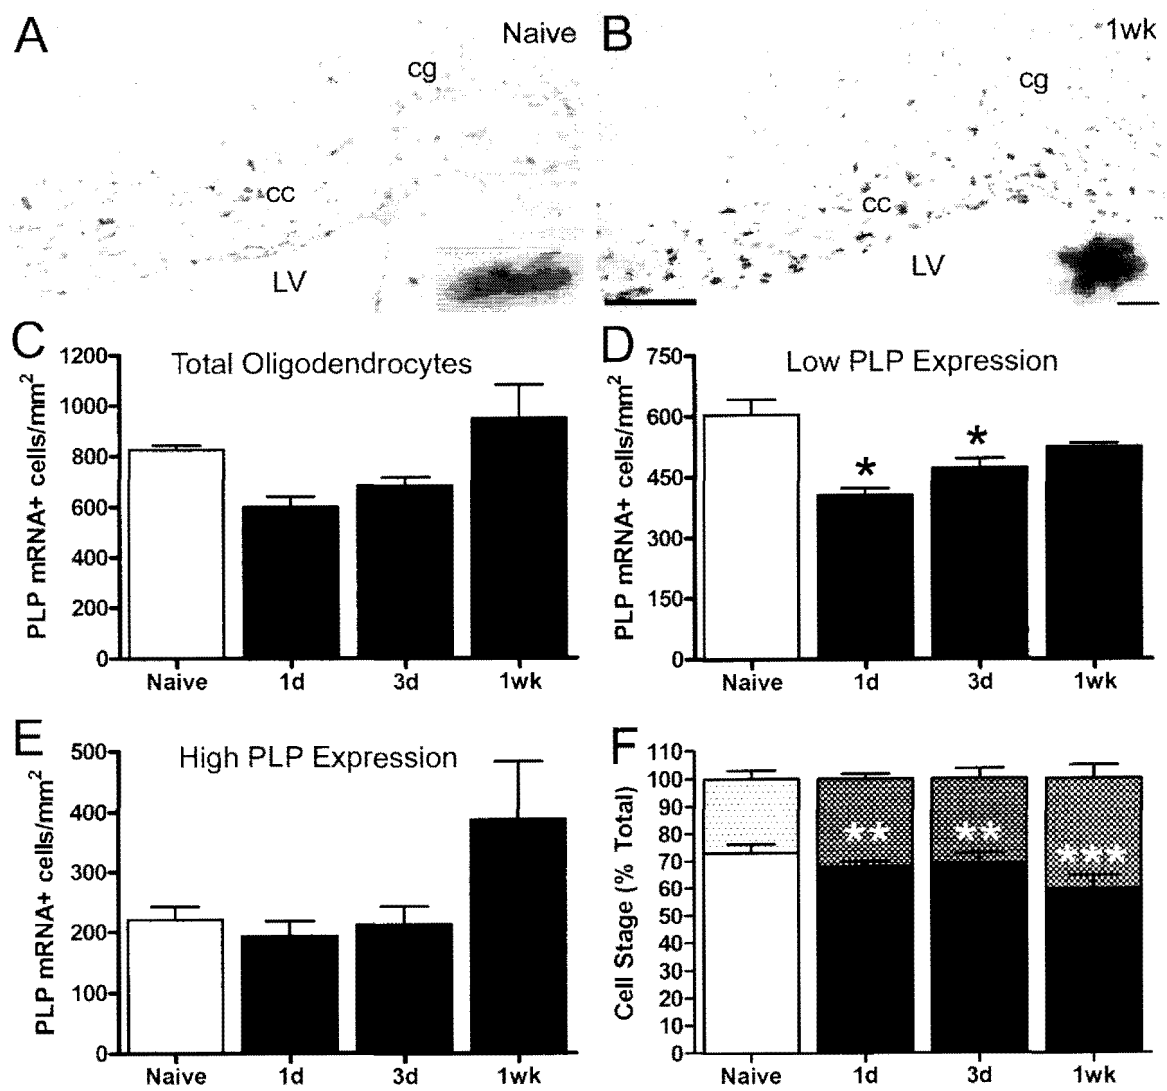 A
Naive
cg
cc
LV
B
1wk
cg
cc
LV
C
Total Oligodendrocytes
PLP mRNA+ cells/mm²
1200
1000
800
600
400
200
0
Naive
1d
3d
1wk
D
Low PLP Expression
PLP mRNA+ cells/mm²
750
600
450
300
150
0
*
*
Naive
1d
3d
1wk
E
High PLP Expression
PLP mRNA+ cells/mm²
500
400
300
200
100
0
Naive
1d
3d
1wk
F
Cell Stage (% Total)
110
100
90
80
70
60
50
40
30
20
10
0
**
**
***
Naive
1d
3d
1wk